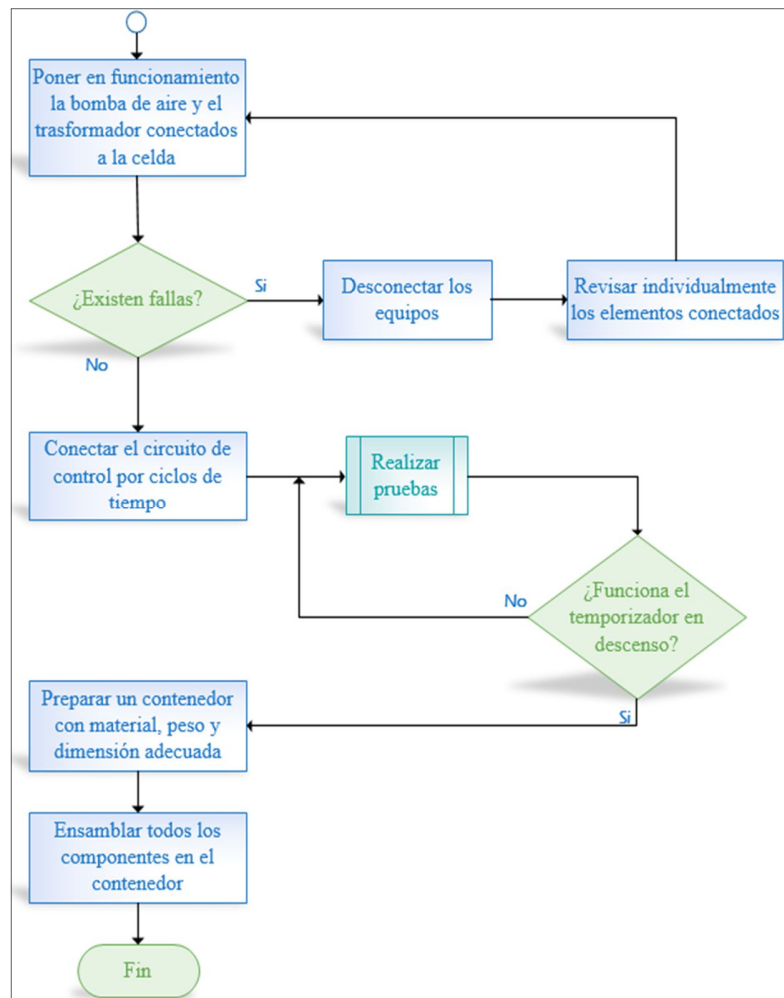 Poner en funcionamiento
la bomba de aire y el
trasformador conectados
a la celda
¿Existen fallas?
Si
Desconectar los
equipos
Revisar individualmente
los elementos conectados
No
Conectar el circuito de
control por ciclos de
tiempo
Realizar
pruebas
¿Funciona el
temporizador en
descenso?
No
Si
Preparar un contenedor
con material, peso y
dimensión adecuada
Ensamblar todos los
componentes en el
contenedor
Fin